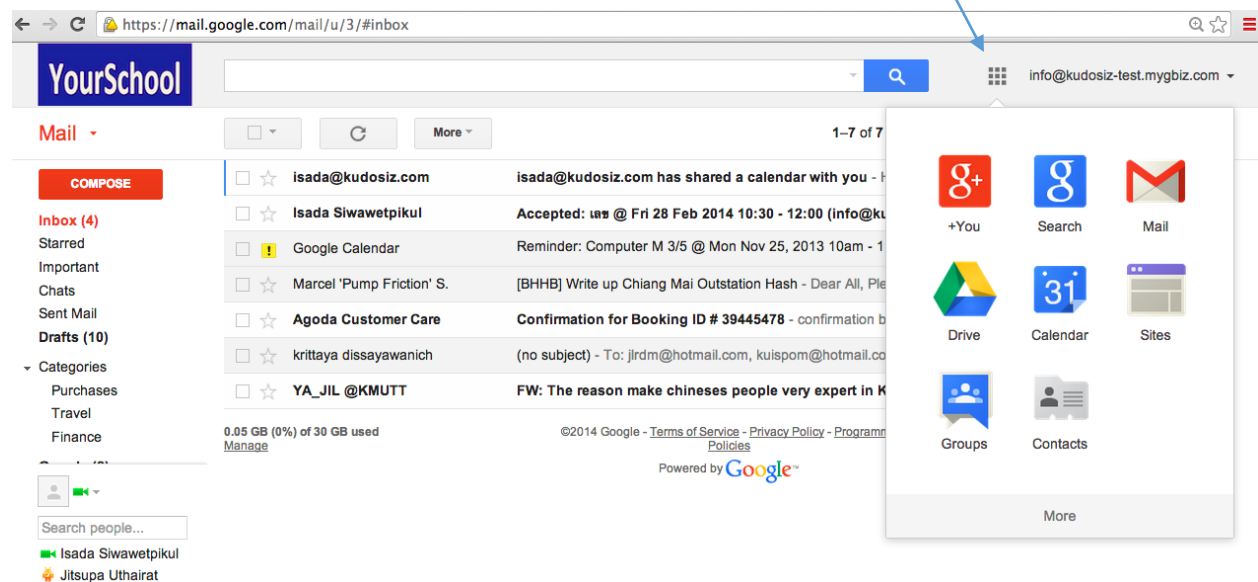 https://mail.google.com/mail/u/3/#inbox
YourSchool
info@kudosiz-test.mygbiz.com
Mail
More
1–7 of 7
COMPOSE
Inbox (4)
Starred
Important
Chats
Sent Mail
Drafts (10)
Categories
Purchases
Travel
Finance
isada@kudosiz.com isada@kudosiz.com has shared a calendar with you - H
Isada Siwawetpikul Accepted: เลข @ Fri 28 Feb 2014 10:30 - 12:00 (info@ku
Google Calendar Reminder: Computer M 3/5 @ Mon Nov 25, 2013 10am - 1
Marcel 'Pump Friction' S. [BHHB] Write up Chiang Mai Outstation Hash - Dear All, Ple
Agoda Customer Care Confirmation for Booking ID # 39445478 - confirmation b
krittaya dissayawanich (no subject) - To: jlrdm@hotmail.com, kuispom@hotmail.co
YA_JIL @KMUTT FW: The reason make chineses people very expert in K
0.05 GB (0%) of 30 GB used
Manage
©2014 Google - Terms of Service - Privacy Policy - Programm
Policies
Powered by Google™
g+ g
+You Search Mail
31
Drive Calendar Sites
Groups Contacts
More
Search people...
Isada Siwawetpikul
Jitsupa Uthairat